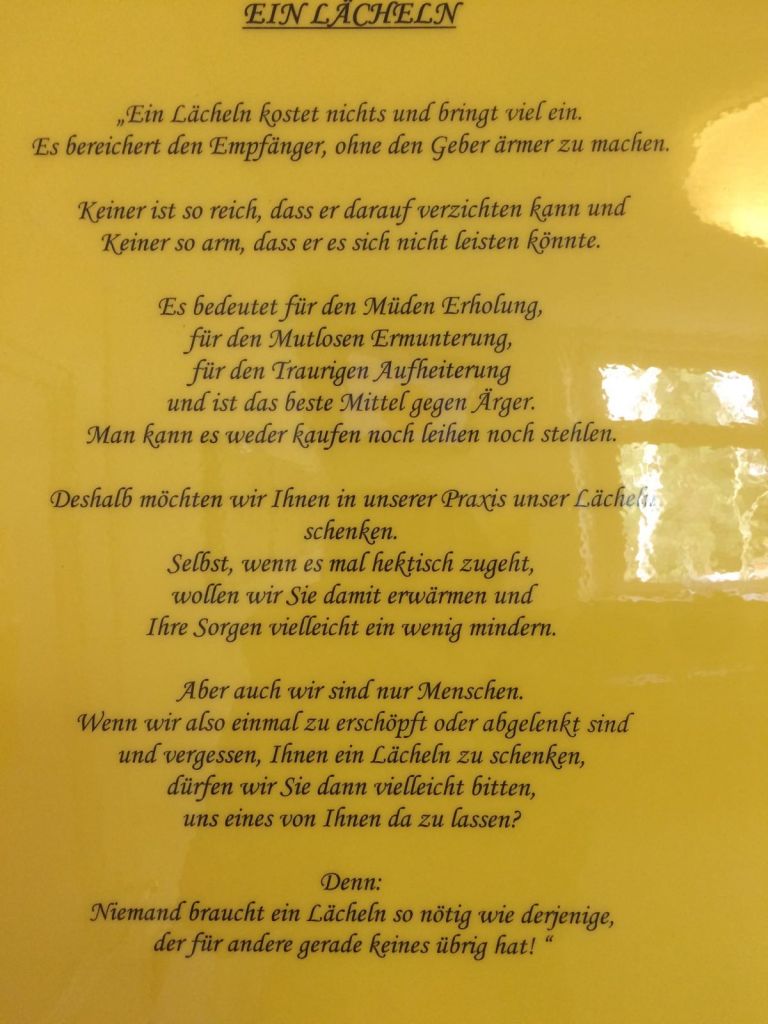 EIN LÄCHELN
„Ein Lächeln kostet nichts und bringt viel ein.
Es bereichert den Empfänger, ohne den Geber ärmer zu machen.
Keiner ist so reich, dass er darauf verzichten kann und
Keiner so arm, dass er es sich nicht leisten könnte.
Es bedeutet für den Müden Erholung,
für den Mutlosen Ermunterung,
für den Traurigen Aufheiterung
und ist das beste Mittel gegen Ärger.
Man kann es weder kaufen noch leihen noch stehlen.
Deshalb möchten wir Ihnen in unserer Praxis unser Lächeln
schenken.
Selbst, wenn es mal hektisch zugeht,
wollen wir Sie damit erwärmen und
Ihre Sorgen vielleicht ein wenig mindern.
Aber auch wir sind nur Menschen.
Wenn wir also einmal zu erschöpft oder abgelenkt sind
und vergessen, Ihnen ein Lächeln zu schenken,
dürfen wir Sie dann vielleicht bitten,
uns eines von Ihnen da zu lassen?
Denn:
Niemand braucht ein Lächeln so nötig wie derjenige,
der für andere gerade keines übrig hat! “